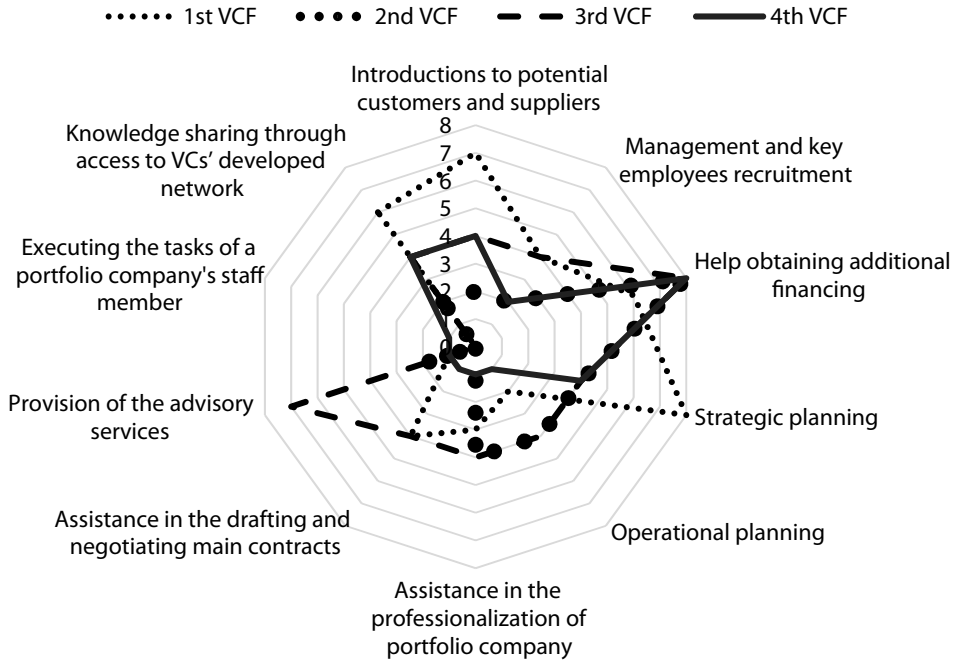 1st VCF 2nd VCF 3rd VCF 4th VCF
Introductions to potential
customers and suppliers
Management and key
employees recruitment
Help obtaining additional
financing
Strategic planning
Operational planning
Assistance in the
professionalization of
portfolio company
Assistance in the drafting and
negotiating main contracts
Provision of the advisory
services
Executing the tasks of a
portfolio company's staff
member
Knowledge sharing through
access to VCs’ developed
network
8
7
6
5
4
3
2
1
0